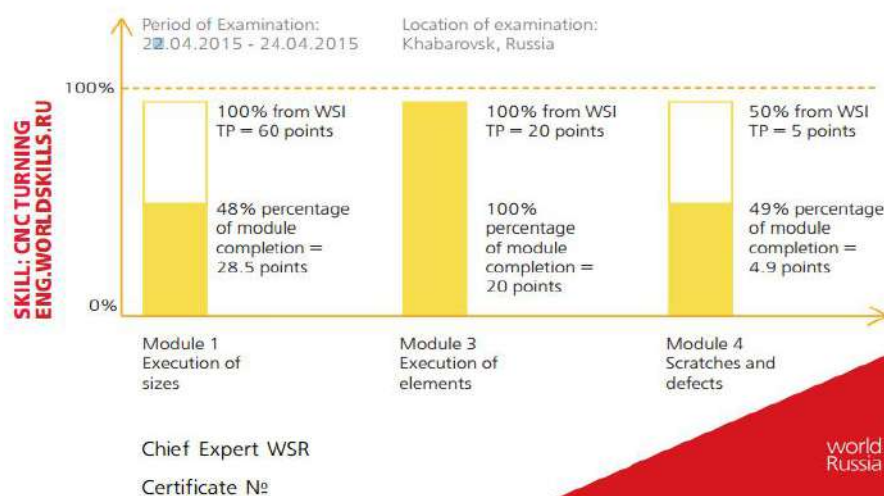 Period of Examination:
22.04.2015 - 24.04.2015
Location of examination:
Khabarovsk, Russia
SKILL: CNC TURNING
ENG.WORLDSKILLS.RU
100%
0%
100% from WSI
TP = 60 points
48% percentage
of module
completion =
28.5 points
100% from WSI
TP = 20 points
100%
percentage
of module
completion =
20 points
50% from WSI
TP = 5 points
49% percentage
of module
completion =
4.9 points
Module 1
Execution of
sizes
Module 3
Execution of
elements
Module 4
Scratches and
defects
Chief Expert WSR
Certificate №
world
Russia